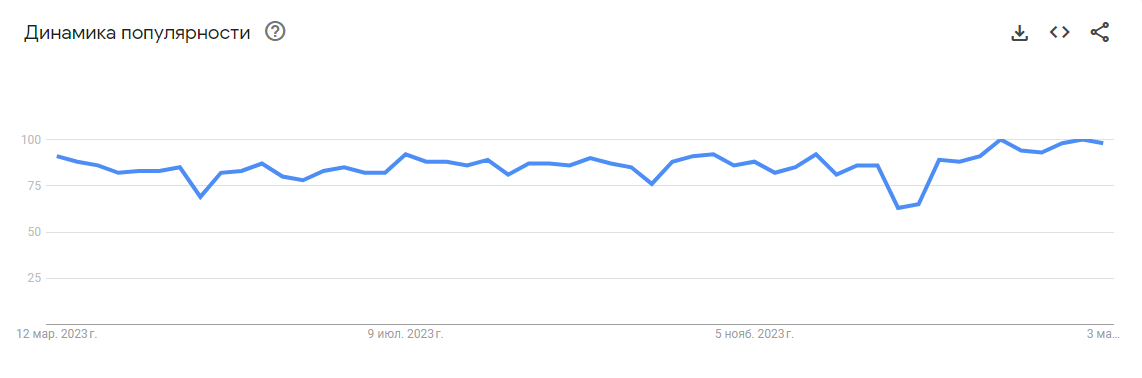 Динамика популярности
100
75
50
25
12 мар. 2023 г.
9 июл. 2023 г.
5 нояб. 2023 г.
3 ма…